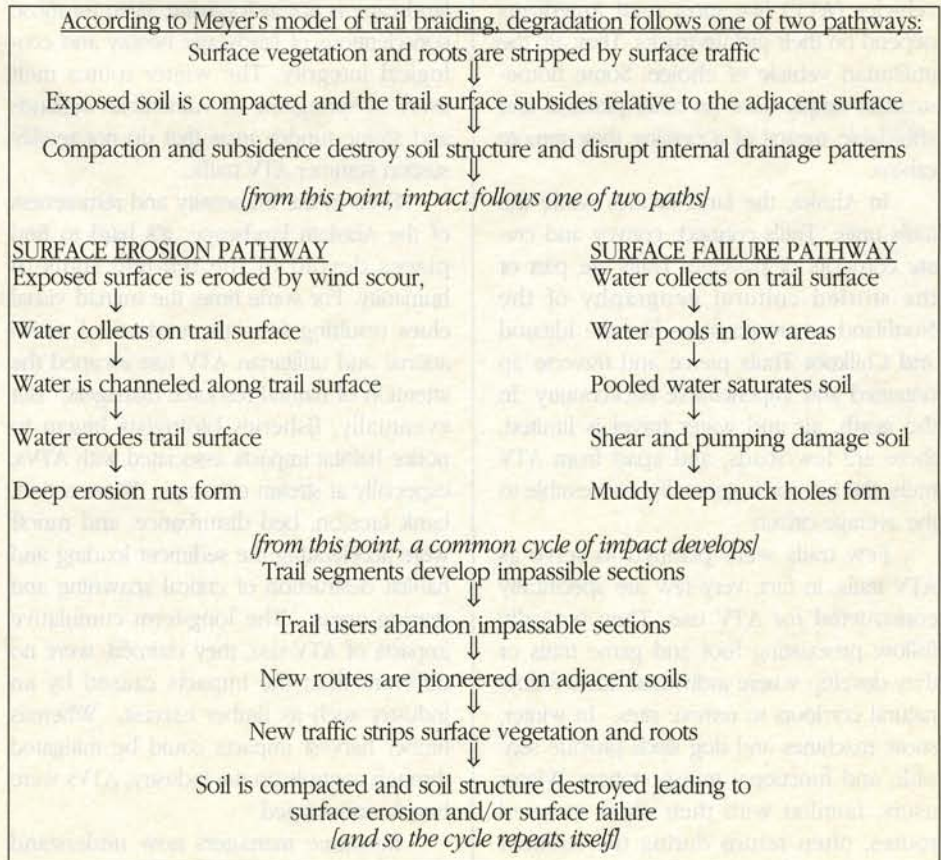 According to Meyer's model of trail braiding, degradation follows one of two pathways:
Surface vegetation and roots are stripped by surface traffic
Exposed soil is compacted and the trail surface subsides relative to the adjacent surface
Compaction and subsidence destroy soil structure and disrupt internal drainage patterns
[from this point, impact follows one of two paths]
SURFACE EROSION PATHWAY
Exposed surface is eroded by wind scour,
Water collects on trail surface
Water is channeled along trail surface
Water erodes trail surface
Deep erosion ruts form
SURFACE FAILURE PATHWAY
Water collects on trail surface
Water pools in low areas
Pooled water saturates soil
Shear and pumping damage soil
Muddy deep muck holes form
[from this point, a common cycle of impact develops]
Trail segments develop impassible sections
Trail users abandon impassable sections
New routes are pioneered on adjacent soils
New traffic strips surface vegetation and roots
Soil is compacted and soil structure destroyed leading to
surface erosion and/or surface failure
[and so the cycle repeats itself]